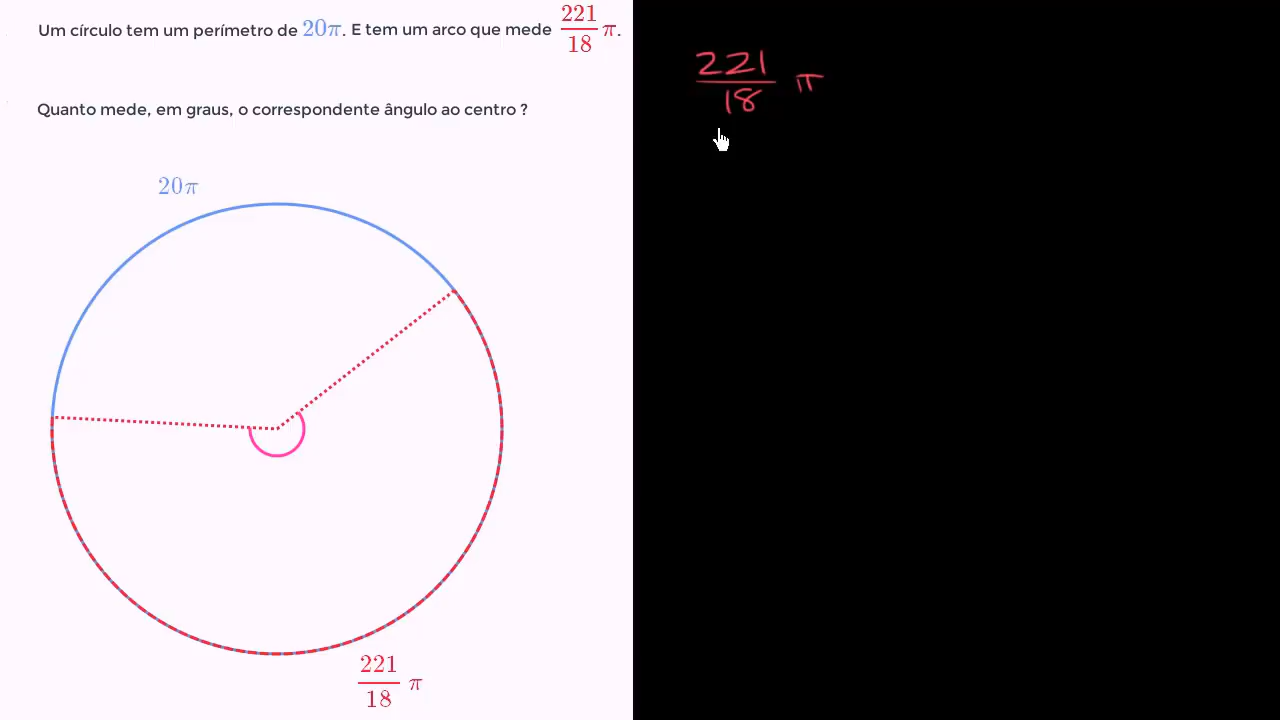 Um círculo tem um perímetro de 20π. E tem um arco que mede 221/18 π.
Quanto mede, em graus, o correspondente ângulo ao centro ?
20π
221/18 π
221/18 π